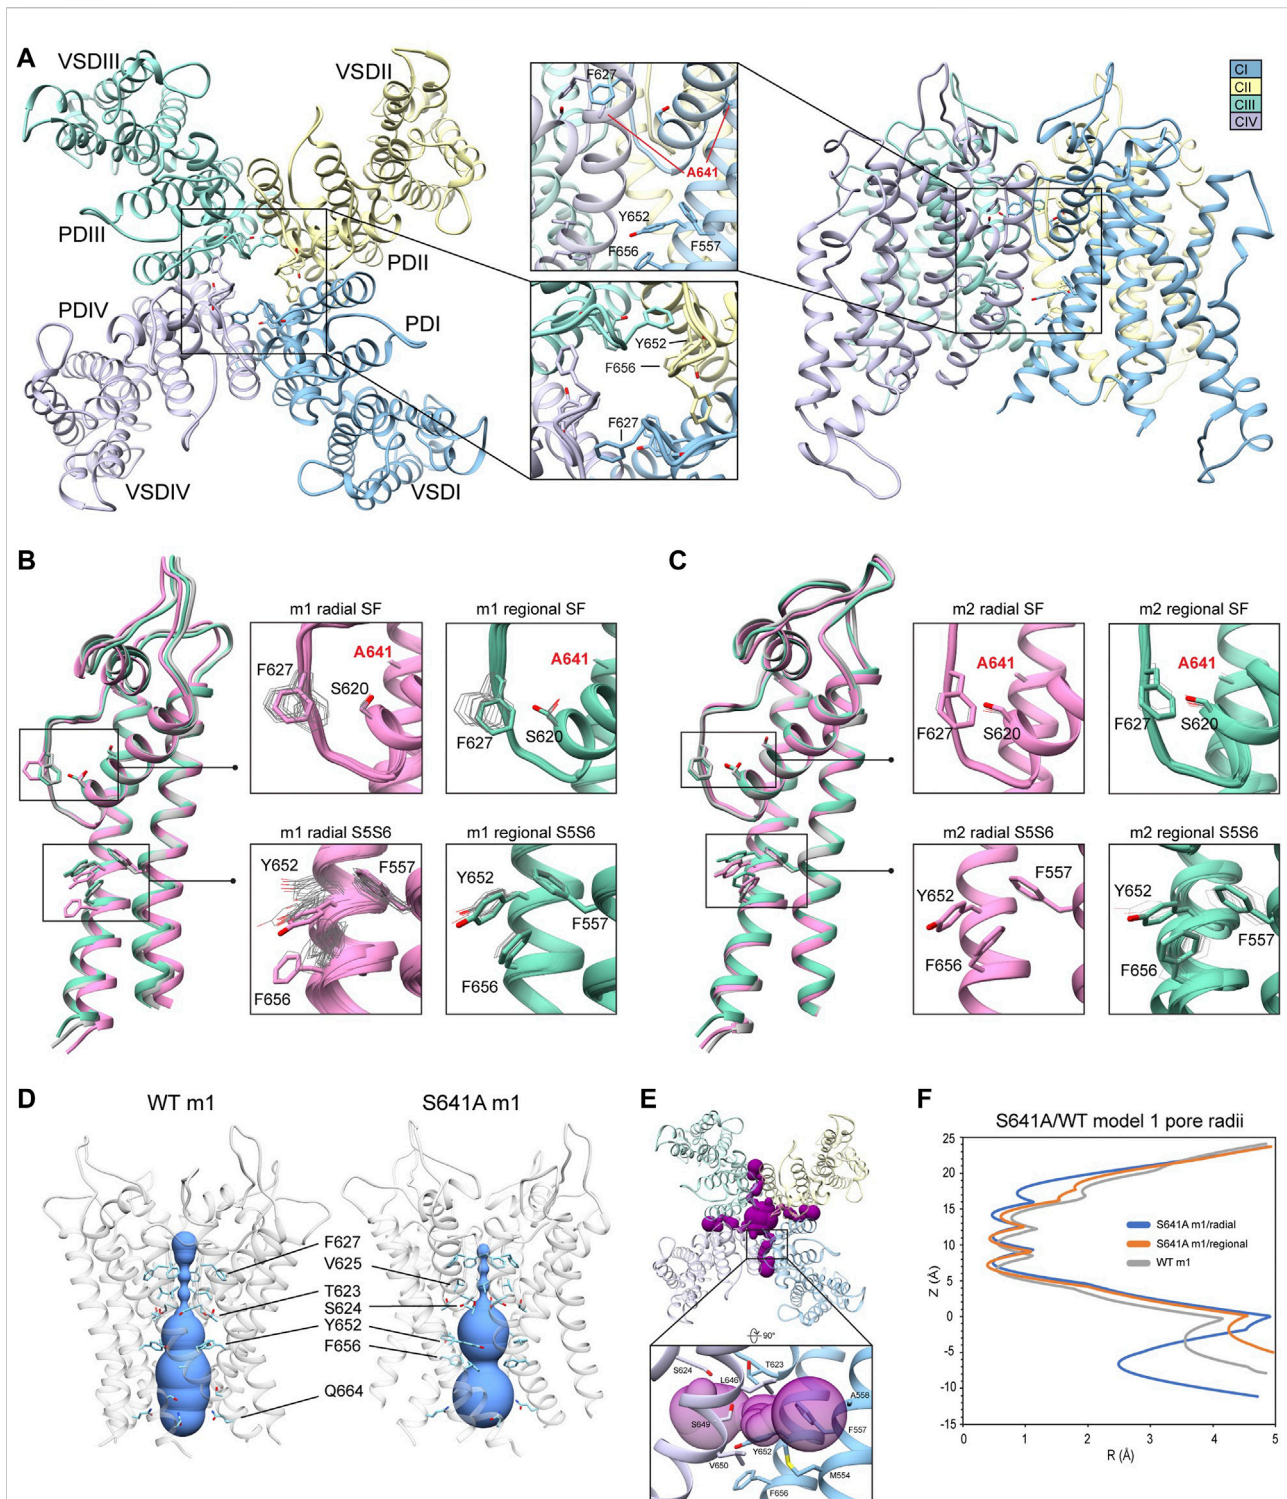 A
VSDIII
VSDII
PDIII
PDII
PDIV
PDI
VSDIV
VSDI
F627
A641
Y652
F656
F557
Y652
F656
F627
CI
CII
CIII
CIV
B
m1 radial SF
m1 regional SF
F627
A641
S620
A641
F627
S620
m1 radial S5S6
m1 regional S5S6
Y652
F557
F656
Y652
F557
F656
C
m2 radial SF
m2 regional SF
A641
F627
S620
A641
F627
S620
m2 radial S5S6
m2 regional S5S6
F557
Y652
F656
Y652
F557
F656
D
WT m1
S641A m1
F627
V625
T623
S624
Y652
F656
Q664
E
90°
S624
T623
L646
A558
S649
F557
Y652
V650
M554
F656
F
S641A/WT model 1 pore radii
25
20
15
10
5
0
-5
-10
-15
Z (Å)
S641A m1/radial
S641A m1/regional
WT m1
0 1 2 3 4 5
R (Å)